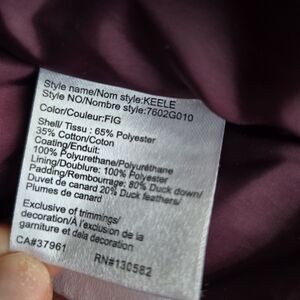 Style name/Nom style:KEELE
Style NO/Nombre style:7602G010
Color/Couleur:FIG
Shell/ Tissu : 65% Polyester
35% Cotton/Coton
Coating/Enduit:
100% Polyurethane/Polyuréthane
Lining/Doublure: 100% Polyester
Padding/Rembourrage: 80% Duck down/
Duvet de canard 20% Duck feathers/
Plumes de canard
Exclusive of trimmings/
decoration/À l'exclusion de la
garniture et dela décoration
CA#37961
RN#130582